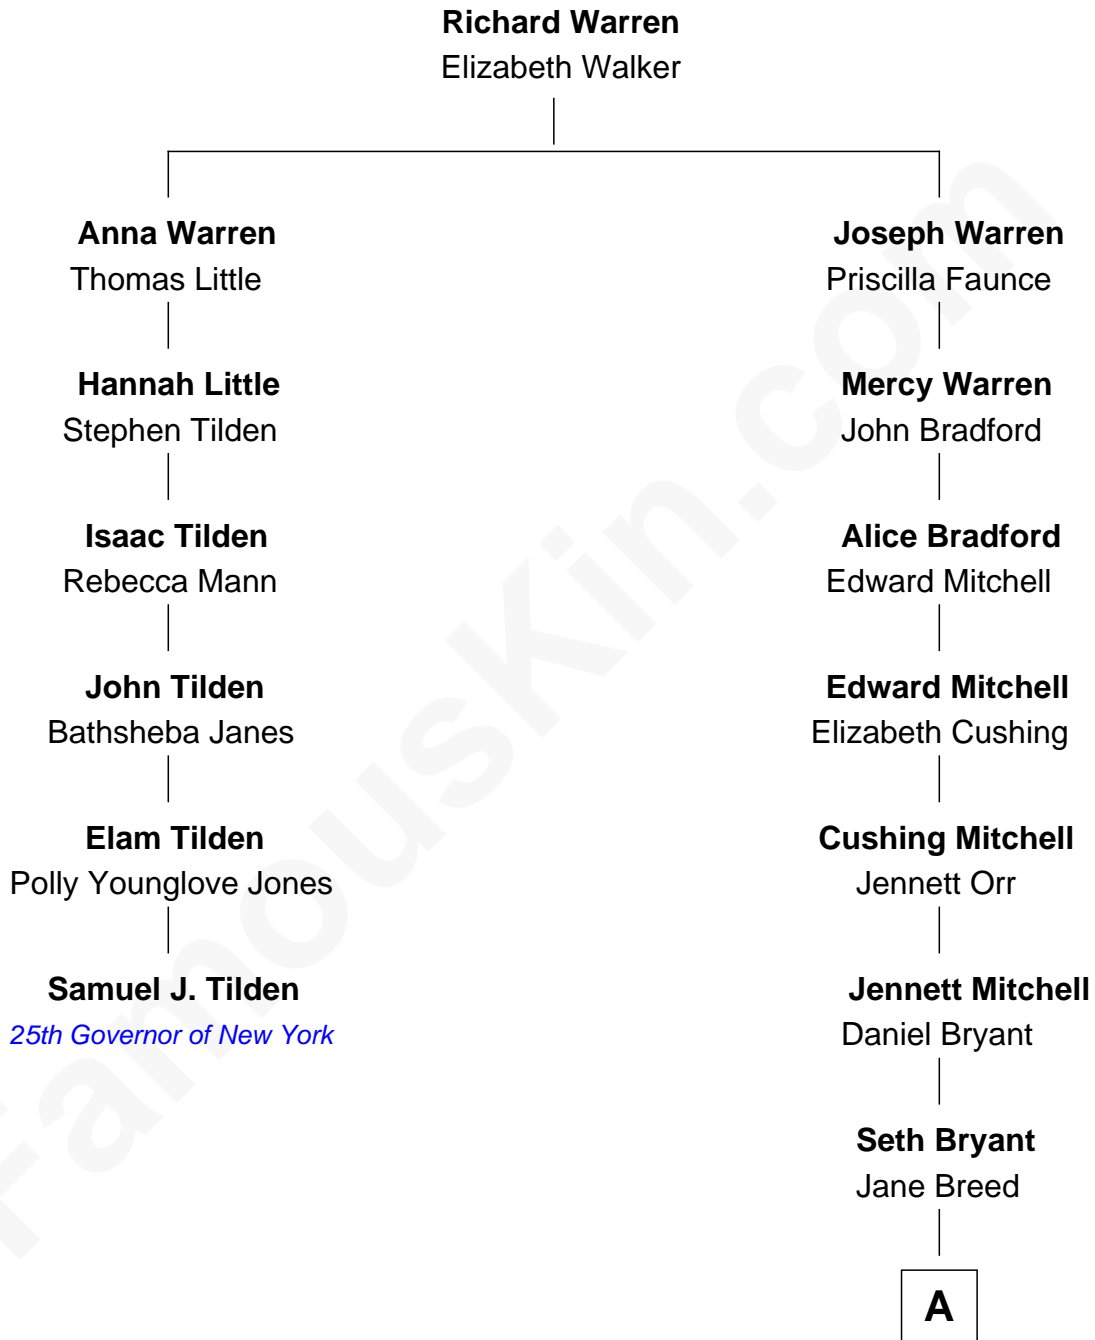 Richard Warren
Elizabeth Walker
Anna Warren
Thomas Little
Hannah Little
Stephen Tilden
Isaac Tilden
Rebecca Mann
John Tilden
Bathsheba Janes
Elam Tilden
Polly Younglove Jones
Samuel J. Tilden
25th Governor of New York
Joseph Warren
Priscilla Faunce
Mercy Warren
John Bradford
Alice Bradford
Edward Mitchell
Edward Mitchell
Elizabeth Cushing
Cushing Mitchell
Jennett Orr
Jennett Mitchell
Daniel Bryant
Seth Bryant
Jane Breed
A
FamousKin.com